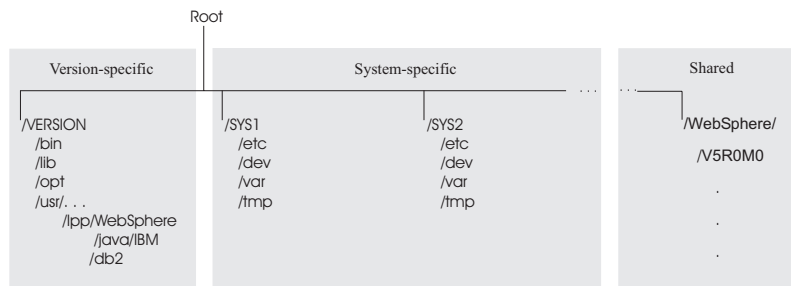 Root
Version-specific
/VERSION
/bin
/lib
/opt
/usr/. . .
/lpp/WebSphere
/java/IBM
/db2
System-specific
/SYS1
/etc
/dev
/var
/tmp
/SYS2
/etc
/dev
/var
/tmp
. . . . . .
Shared
/WebSphere/
/V5R0M0
.
.
.